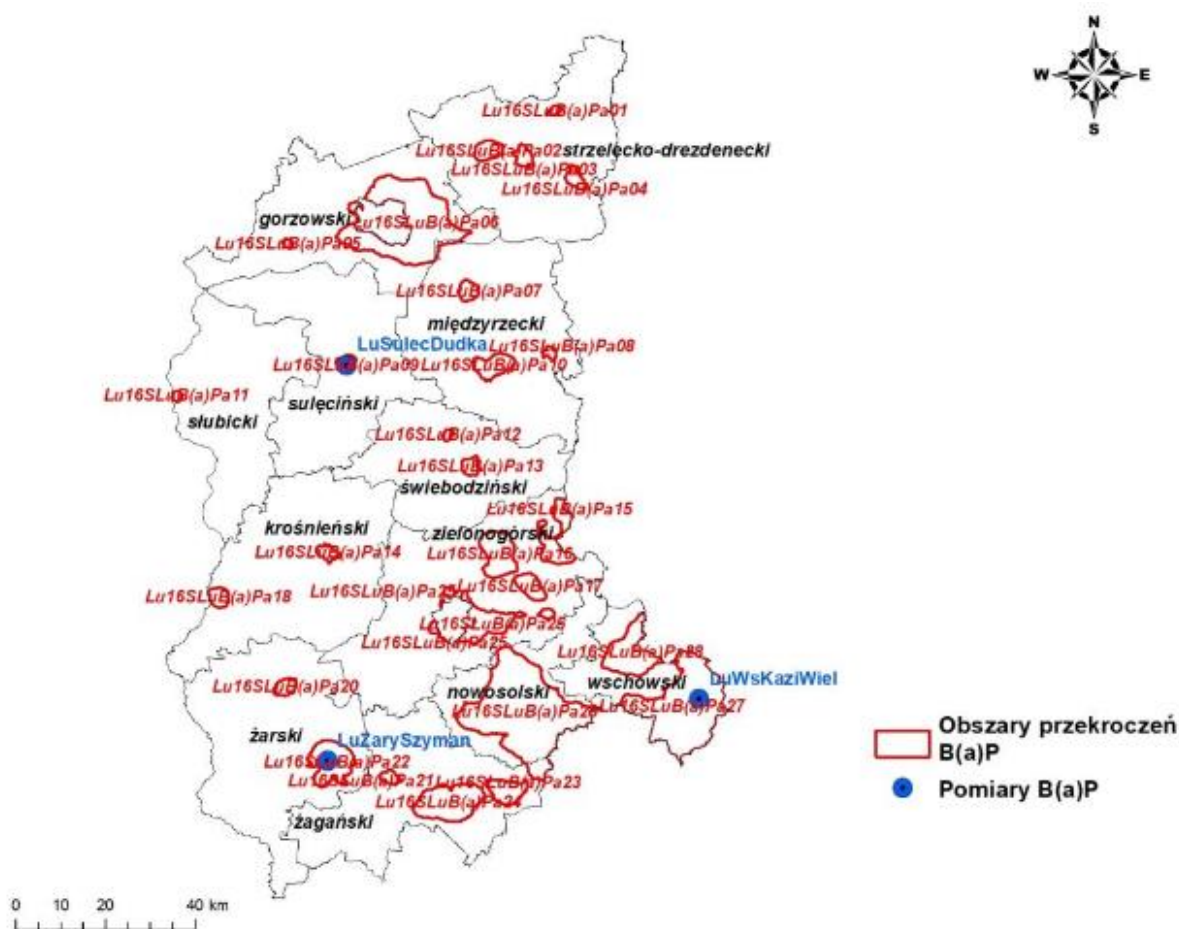 N
W
E
S
Lu16SLuB(a)Pa01
Lu16SLuB(a)Pa02
strzelecko-drezdenecki
Lu16SLuB(a)Pa03
Lu16SLuB(a)Pa04
gorzowski
Lu16SLuB(a)Pa06
Lu16SLuB(a)Pa05
Lu16SLuB(a)Pa07
międzyrzecki
LuSulecDudka
Lu16SLuB(a)Pa08
Lu16SLuB(a)Pa09
Lu16SLuB(a)Pa10
Lu16SLuB(a)Pa11
sulęciński
słubicki
Lu16SLuB(a)Pa12
Lu16SLuB(a)Pa13
świebodziński
Lu16SLuB(a)Pa15
krośnieński
zielonogórski
Lu16SLuB(a)Pa14
Lu16SLuB(a)Pa16
Lu16SLuB(a)Pa17
Lu16SLuB(a)Pa18
Lu16SLuB(a)Pa25
Lu16SLuB(a)Pa28
LuWsKaziWiel
wschowski
Lu16SLuB(a)Pa20
nowosolski
Lu16SLuB(a)Pa27
Obszary przekroczeń
B(a)P
Pomiary B(a)P
żarski
LuZarySzyman
Lu16SLuB(a)Pa22
Lu16SLuB(a)Pa21
Lu16SLuB(a)Pa23
Lu16SLuB(a)Pa24
żagański
0 10 20 40 km